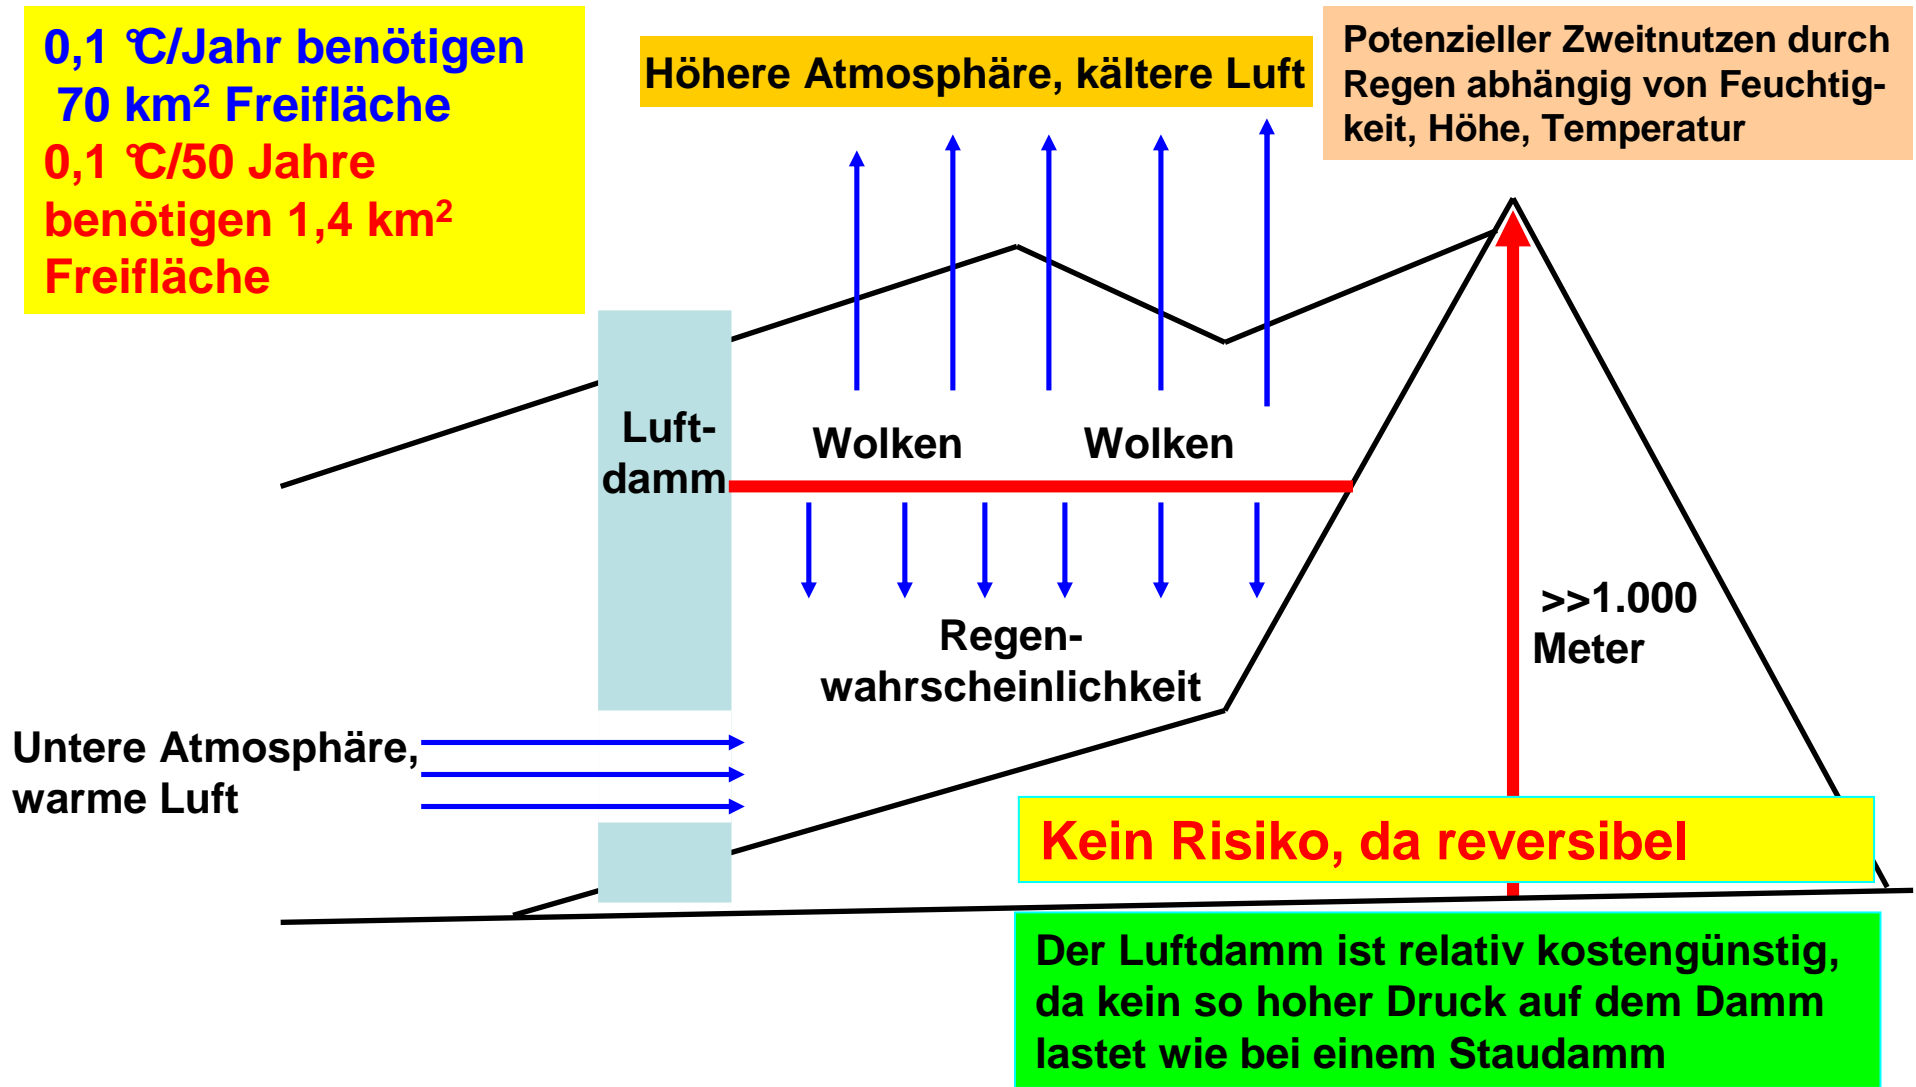 0,1 °C/Jahr benötigen
70 km² Freifläche
0,1 °C/50 Jahre
benötigen 1,4 km²
Freifläche
Höhere Atmosphäre, kältere Luft
Potenzieller Zweitnutzen durch
Regen abhängig von Feuchtig-
keit, Höhe, Temperatur
Luft-
damm
Wolken
Wolken
Regen-
wahrscheinlichkeit
>>1.000
Meter
Untere Atmosphäre,
warme Luft
Kein Risiko, da reversibel
Der Luftdamm ist relativ kostengünstig,
da kein so hoher Druck auf dem Damm
lastet wie bei einem Staudamm